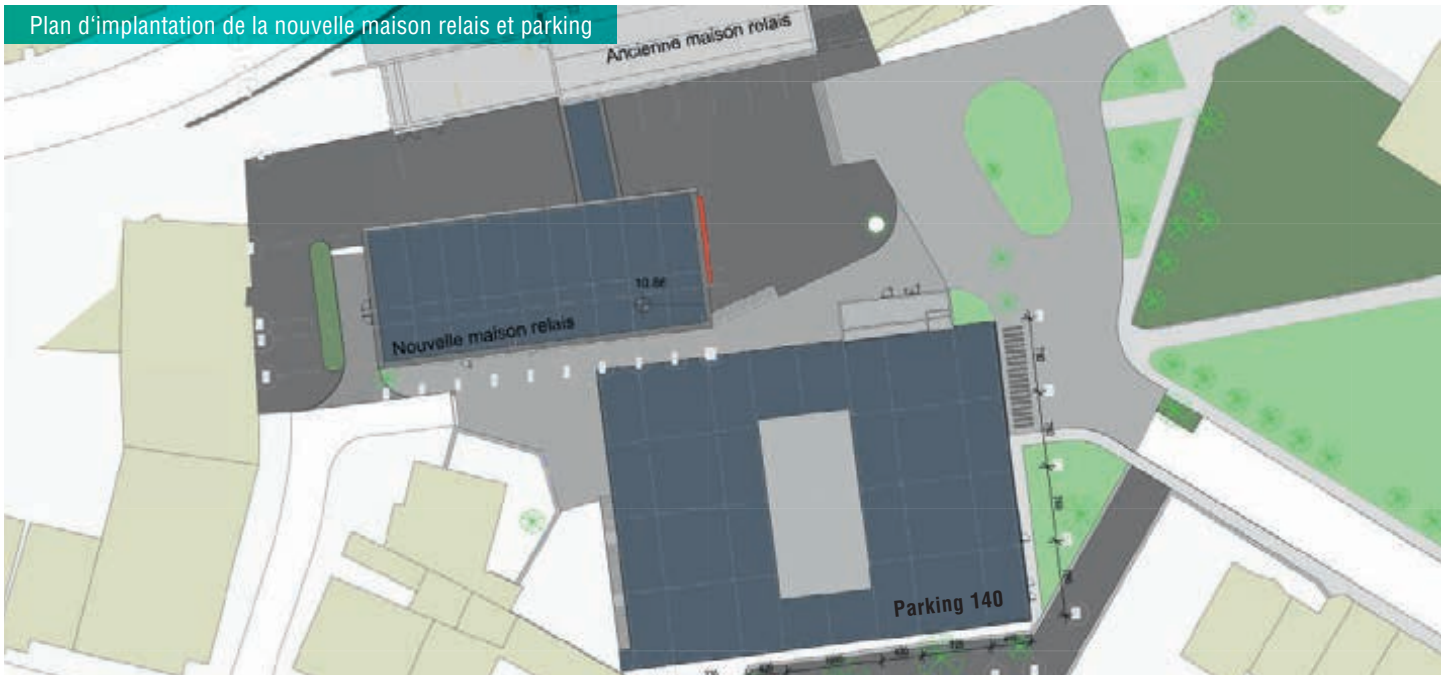 Plan d‘implantation de la nouvelle maison relais et parking
Ancienne maison relais
10.86
Nouvelle maison relais
Parking 140